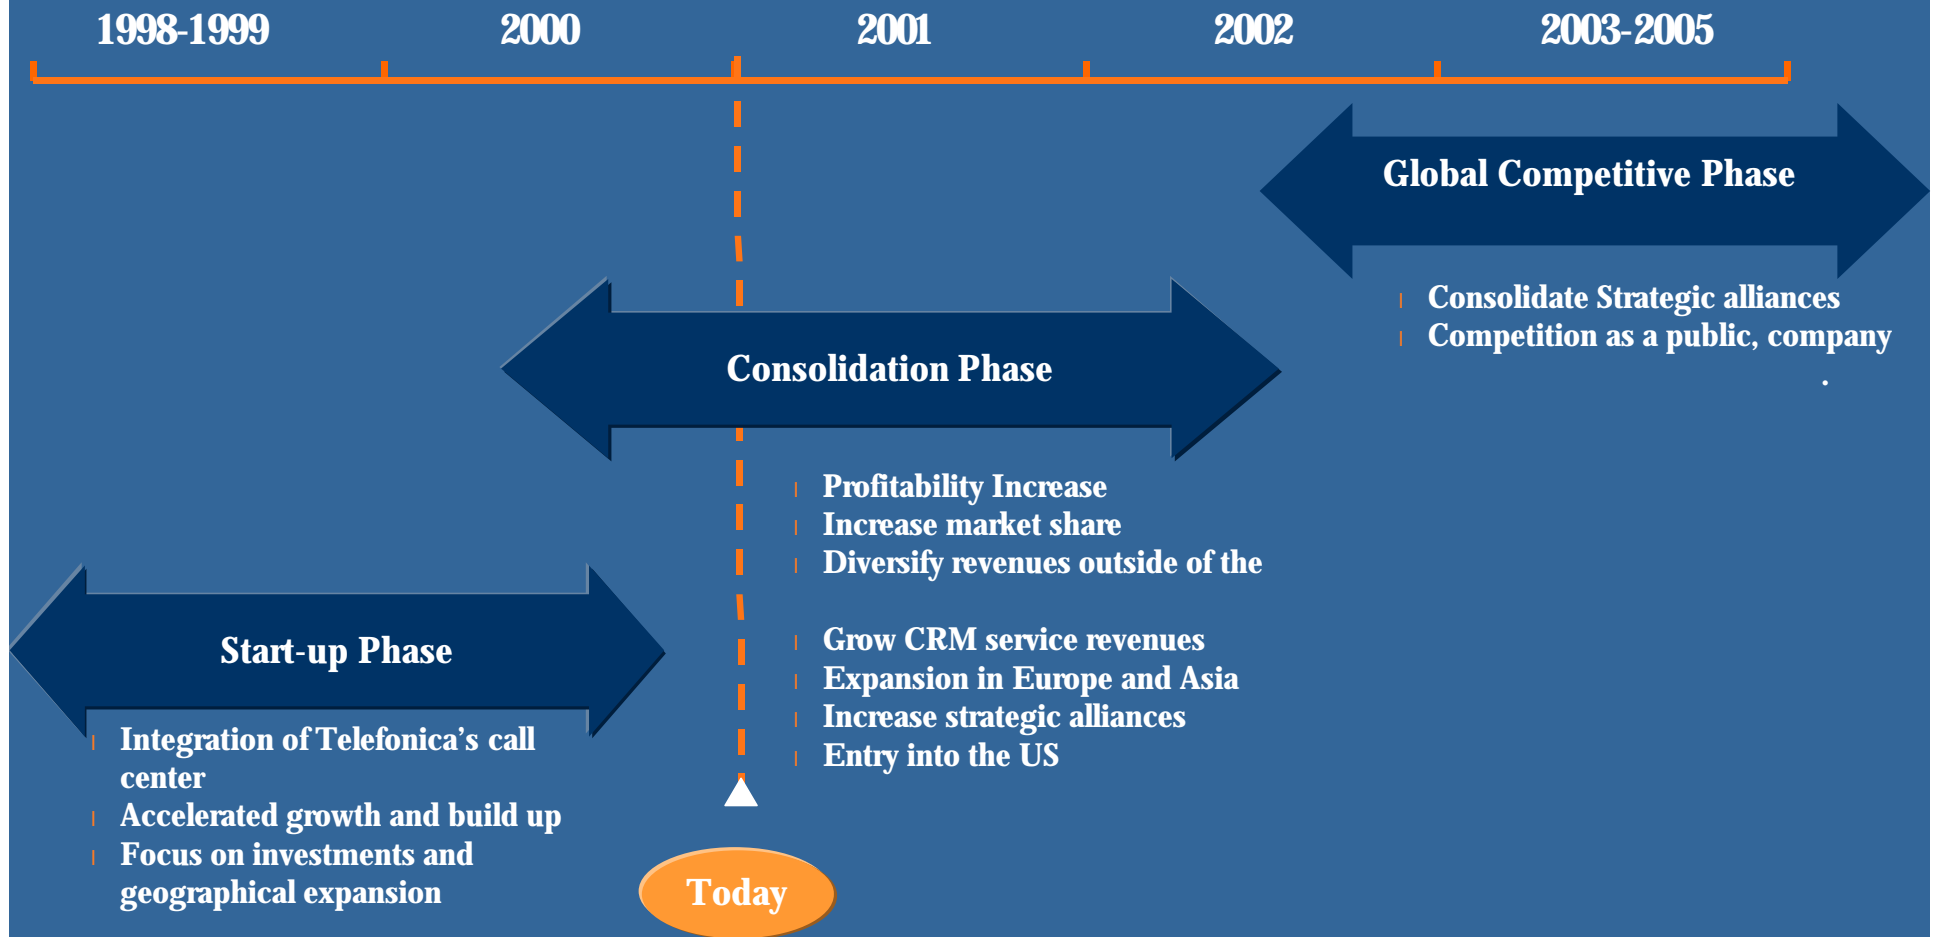 1998-1999 2000 2001 2002 2003-2005
Global Competitive Phase
Consolidate Strategic alliances
Competition as a public, company
.
Consolidation Phase
Profitability Increase
Increase market share
Diversify revenues outside of the
Grow CRM service revenues
Expansion in Europe and Asia
Increase strategic alliances
Entry into the US
Start-up Phase
Integration of Telefonica's call
center
Accelerated growth and build up
Focus on investments and
geographical expansion
Today